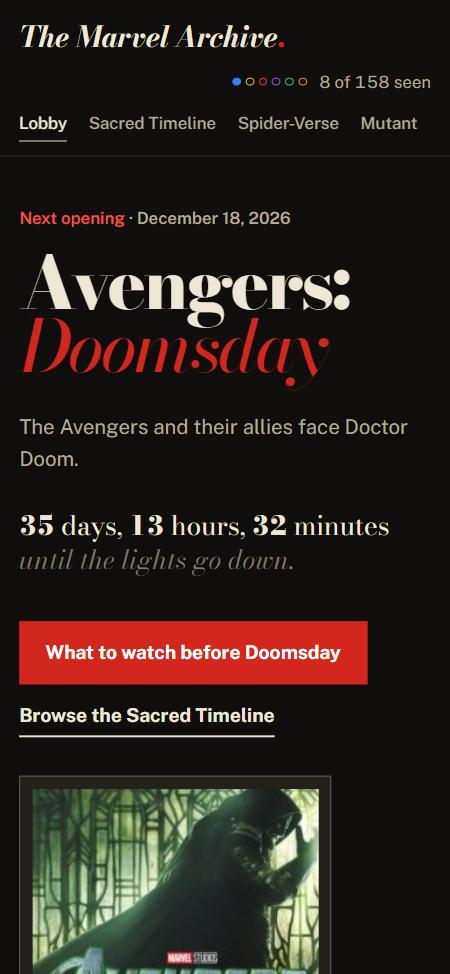 The Marvel Archive.
8 of 158 seen
Lobby Sacred Timeline Spider-Verse Mutant
Next opening · December 18, 2026
Avengers:
Doomsday
The Avengers and their allies face Doctor
Doom.
35 days, 13 hours, 32 minutes
until the lights go down.
What to watch before Doomsday
Browse the Sacred Timeline
MARVEL STUDIOS
AVENGERS